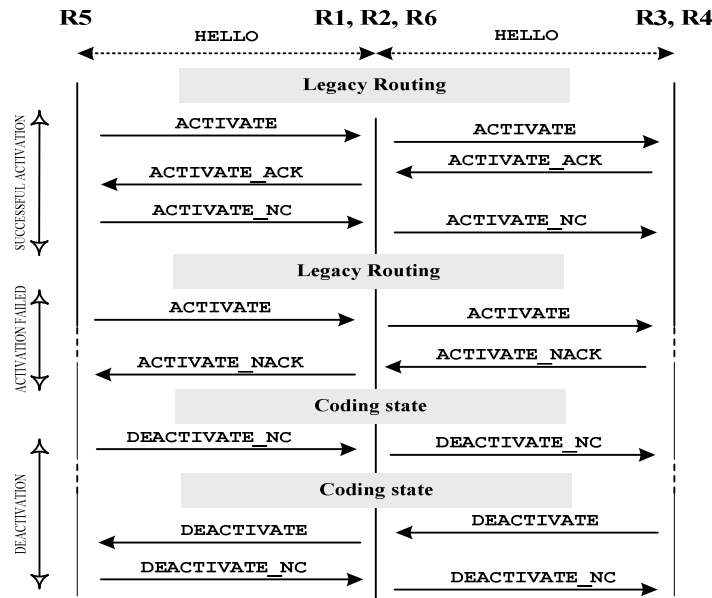 R5 R1, R2, R6 R3, R4
HELLO HELLO
Legacy Routing
SUCCESSFUL ACTIVATION
ACTIVATE ACTIVATE
ACTIVATE_ACK ACTIVATE_ACK
ACTIVATE_NC ACTIVATE_NC
Legacy Routing
ACTIVATION FAILED
ACTIVATE ACTIVATE
ACTIVATE_NACK ACTIVATE_NACK
Coding state
DEACTIVATION
DEACTIVATE_NC DEACTIVATE_NC
Coding state
DEACTIVATE DEACTIVATE
DEACTIVATE_NC DEACTIVATE_NC